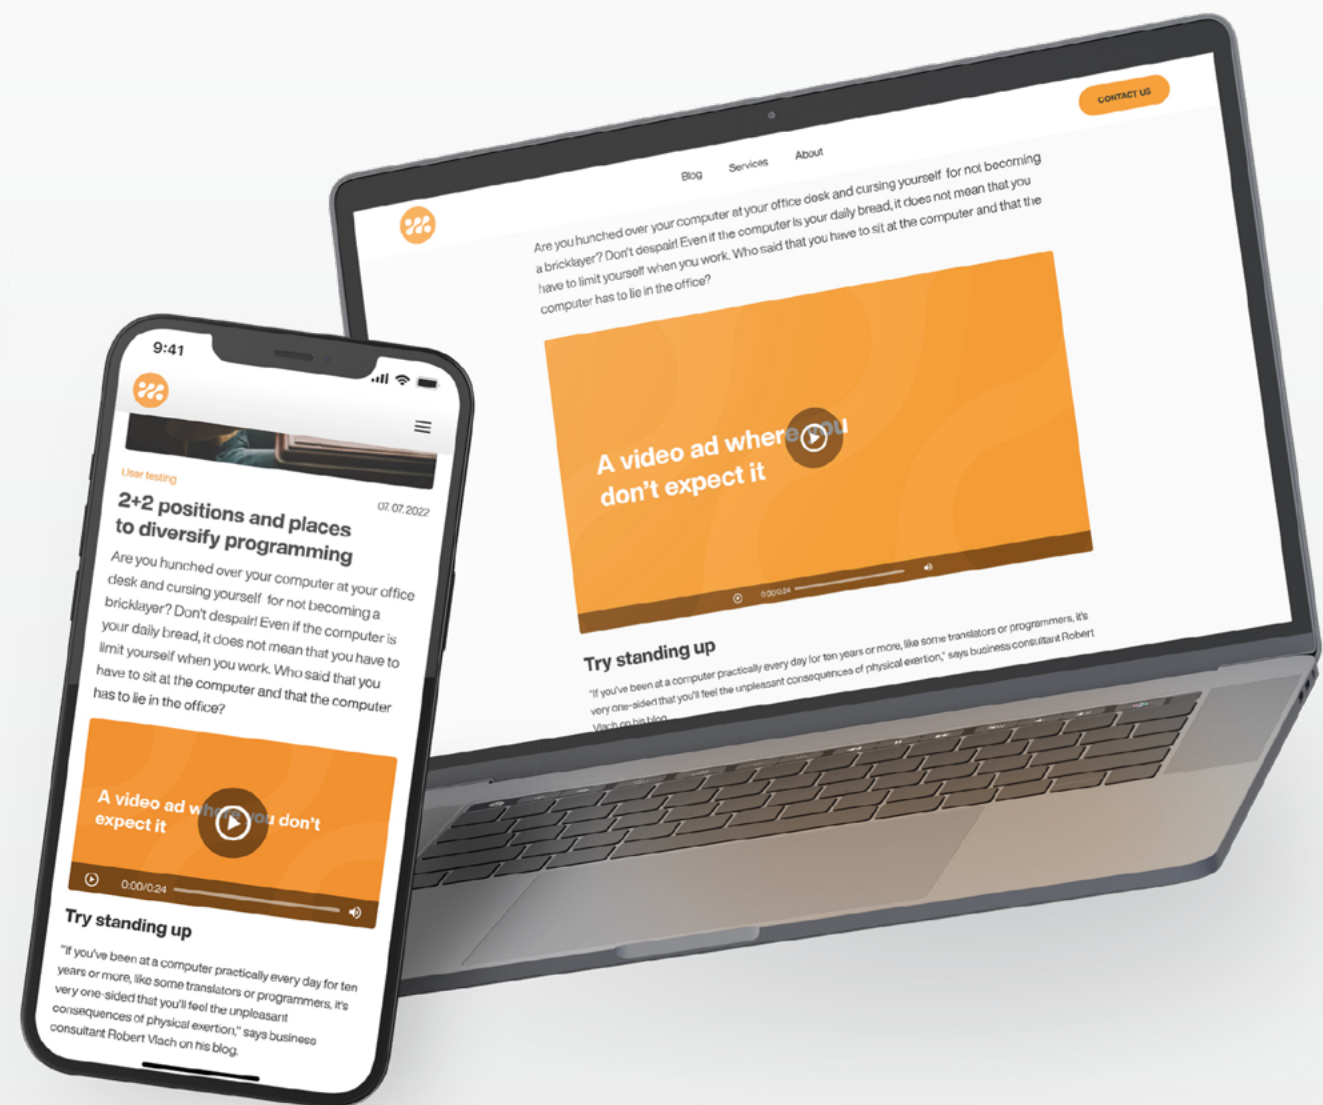 CONTACT US
Blog Services About
Are you hunched over your computer at your office desk and cursing yourself for not becoming
a bricklayer? Don't despair! Even if the computer is your daily bread, it does not mean that you
have to limit yourself when you work. Who said that you have to sit at the computer and that the
computer has to lie in the office?
A video ad where you
don't expect it
0:00/0:24
Try standing up
"If you've been at a computer practically every day for ten years or more, like some translators or programmers, it's
very one-sided that you'll feel the unpleasant consequences of physical exertion," says business consultant Robert
Vlach on his blog.
9:41
User testing
07. 07. 2022
2+2 positions and places
to diversify programming
Are you hunched over your computer at your office
desk and cursing yourself for not becoming a
bricklayer? Don't despair! Even if the computer is
your daily bread, it does not mean that you have to
limit yourself when you work. Who said that you
have to sit at the computer and that the computer
has to lie in the office?
A video ad where you don't
expect it
0:00/0:24
Try standing up
"If you've been at a computer practically every day for ten
years or more, like some translators or programmers, it's
very one-sided that you'll feel the unpleasant
consequences of physical exertion," says business
consultant Robert Vlach on his blog.